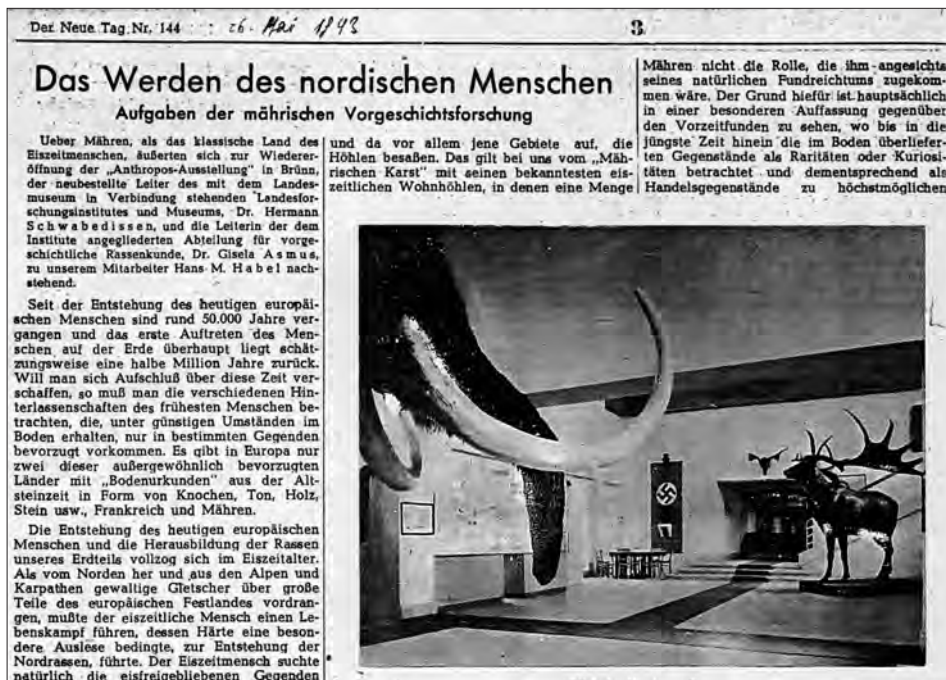 Der Neue Tag Nr. 144
26. Mai 1943
3
Das Werden des nordischen Menschen
Aufgaben der mährischen Vorgeschichtsforschung
Ueber Mähren, als das klassische Land des
Eiszeitmenschen, äußerten sich zur Wiederer-
öffnung der „Anthropos-Ausstellung" in Brünn,
der neubestellte Leiter des mit dem Landes-
museum in Verbindung stehenden Landesfor-
schungsinstitutes und Museums, Dr. Hermann
Schwabedissen, und die Leiterin der dem
Institute angegliederten Abteilung für vorge-
schichtliche Rassenkunde, Dr. Gisela Asmus,
zu unserem Mitarbeiter Hans M. Habel nach-
stehend.
Seit der Entstehung des heutigen europäi-
schen Menschen sind rund 50.000 Jahre ver-
gangen und das erste Auftreten des Men-
schen auf der Erde überhaupt liegt schät-
zungsweise eine halbe Million Jahre zurück.
Will man sich Aufschluß über diese Zeit ver-
schaffen, so muß man die verschiedenen Hin-
terlassenschaften des frühesten Menschen be-
trachten, die, unter günstigen Umständen im
Boden erhalten, nur in bestimmten Gegenden
bevorzugt vorkommen. Es gibt in Europa nur
zwei dieser außergewöhnlich bevorzugten
Länder mit „Bodenurkunden" aus der Alt-
steinzeit in Form von Knochen, Ton, Holz,
Stein usw., Frankreich und Mähren.
Die Entstehung des heutigen europäischen
Menschen und die Herausbildung der Rassen
unseres Erdteils vollzog sich im Eiszeitalter.
Als vom Norden her und aus den Alpen und
Karpathen gewaltige Gletscher über große
Teile des europäischen Festlandes vordran-
gen, mußte der eiszeitliche Mensch einen Le-
benskampf führen, dessen Härte eine beson-
dere Auslese bedingte, zur Entstehung der
Nordrassen, führte. Der Eiszeitmensch suchte
natürlich die eisfreigebliebenen Gegenden
und da vor allem jene Gebiete auf, die
Höhlen besaßen. Das gilt bei uns vom „Mäh-
rischen Karst" mit seinen bekanntesten eis-
zeitlichen Wohnhöhlen, in denen eine Menge
Mähren nicht die Rolle, die ihm angesichts
seines natürlichen Fundreichtums zugekom-
men wäre. Der Grund hiefür ist hauptsächlich
in einer besonderen Auffassung gegenüber
den Vorzeitfunden zu sehen, wo bis in die
jüngste Zeit hinein die im Boden überliefer-
ten Gegenstände als Raritäten oder Kuriosi-
täten betrachtet und dementsprechend als
Handelsgegenstände zu höchstmöglichen